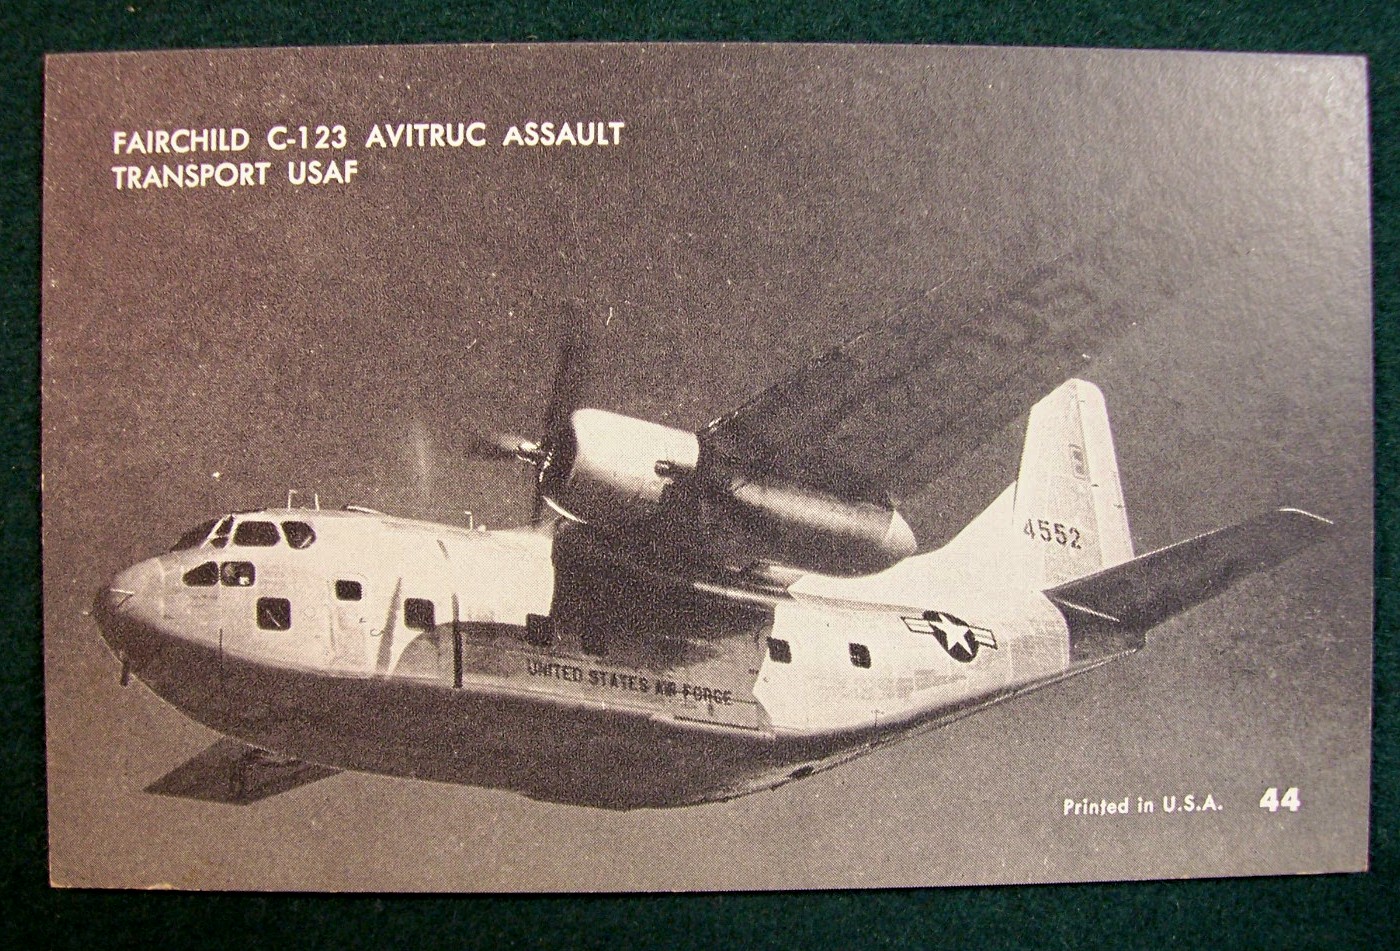 FAIRCHILD C-123 AVITRUC ASSAULT
TRANSPORT USAF
4552
UNITED STATES AIR FORCE
Printed in U.S.A. 44